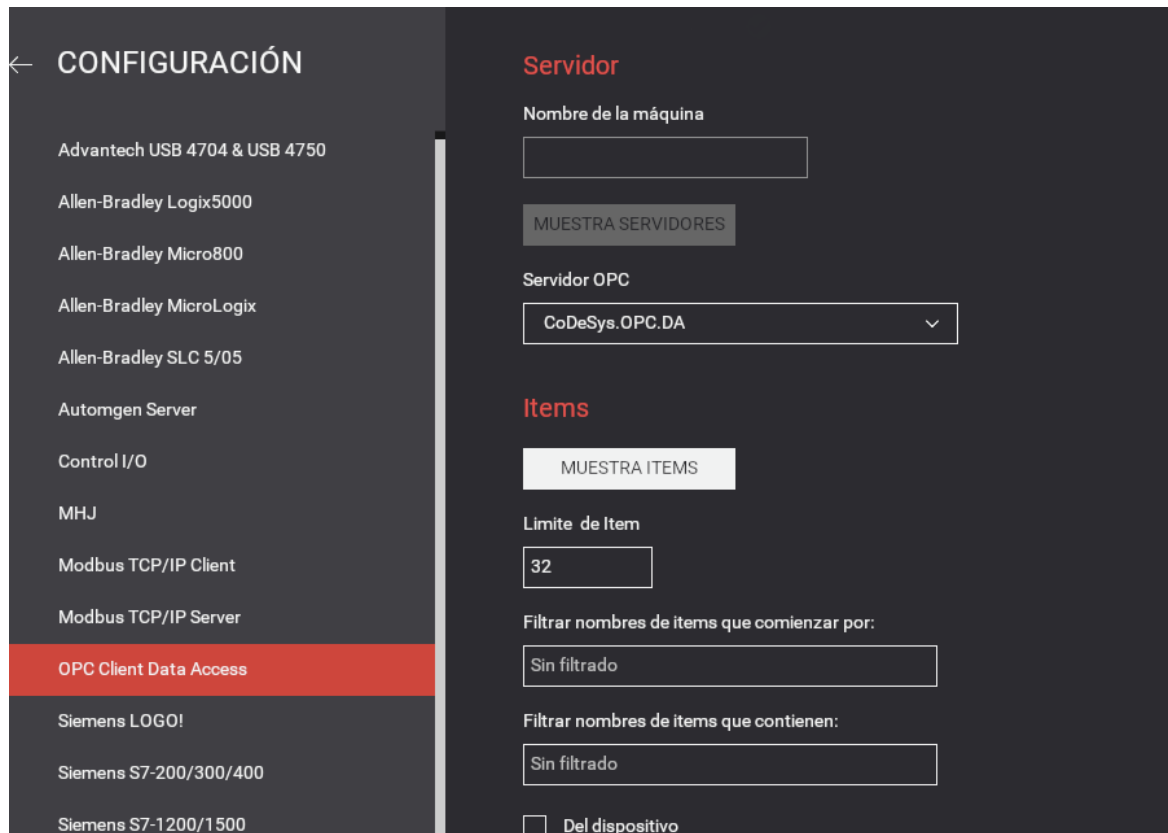 CONFIGURACIÓN
Advantech USB 4704 & USB 4750
Allen-Bradley Logix5000
Allen-Bradley Micro800
Allen-Bradley MicroLogix
Allen-Bradley SLC 5/05
Automgen Server
Control I/O
MHJ
Modbus TCP/IP Client
Modbus TCP/IP Server
OPC Client Data Access
Siemens LOGO!
Siemens S7-200/300/400
Siemens S7-1200/1500
Servidor
Nombre de la máquina
MUESTRA SERVIDORES
Servidor OPC
CoDeSys.OPC.DA
Items
MUESTRA ITEMS
Limite de Item
32
Filtrar nombres de items que comienzar por:
Sin filtrado
Filtrar nombres de items que contienen:
Sin filtrado
Del dispositivo